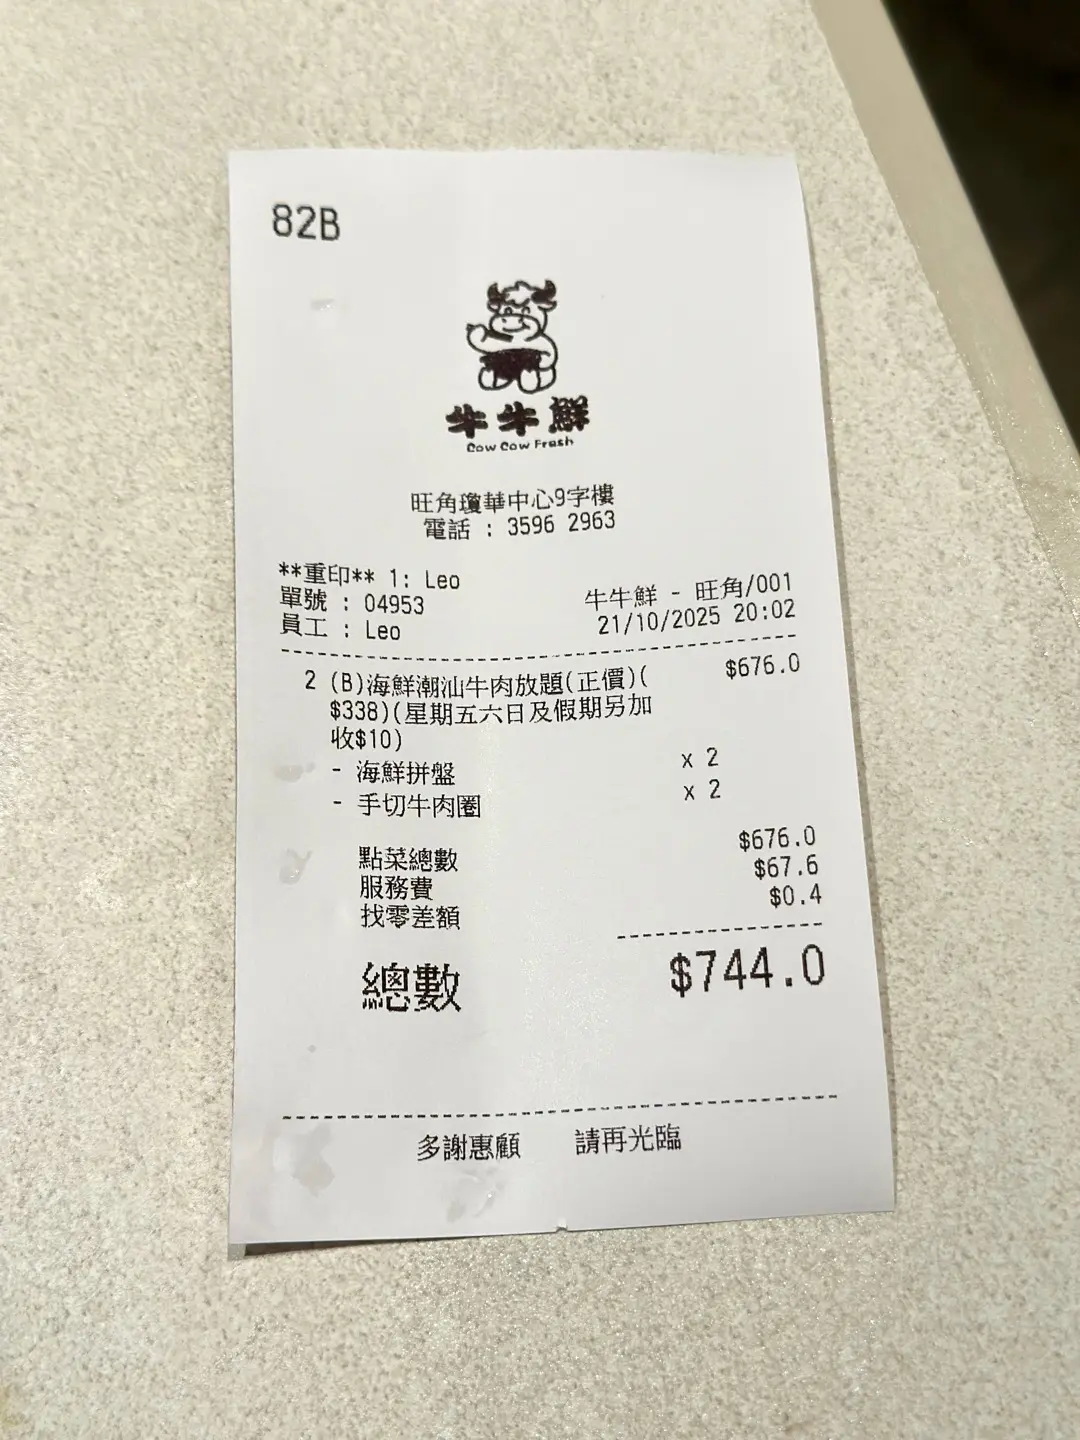 82B
牛牛鮮
Cow Cow Fresh
旺角瓊華中心9字樓
電話 : 3596 2963
**重印** 1: Leo
單號 : 04953
牛牛鮮 - 旺角/001
員工 : Leo
21/10/2025 20:02
2 (B)海鮮潮汕牛肉放題(正價)( $676.0
$338)(星期五六日及假期另加
收$10)
- 海鮮拼盤 x 2
- 手切牛肉圈 x 2
點菜總數 $676.0
服務費 $67.6
找零差額 $0.4
總數 $744.0
多謝惠顧 請再光臨